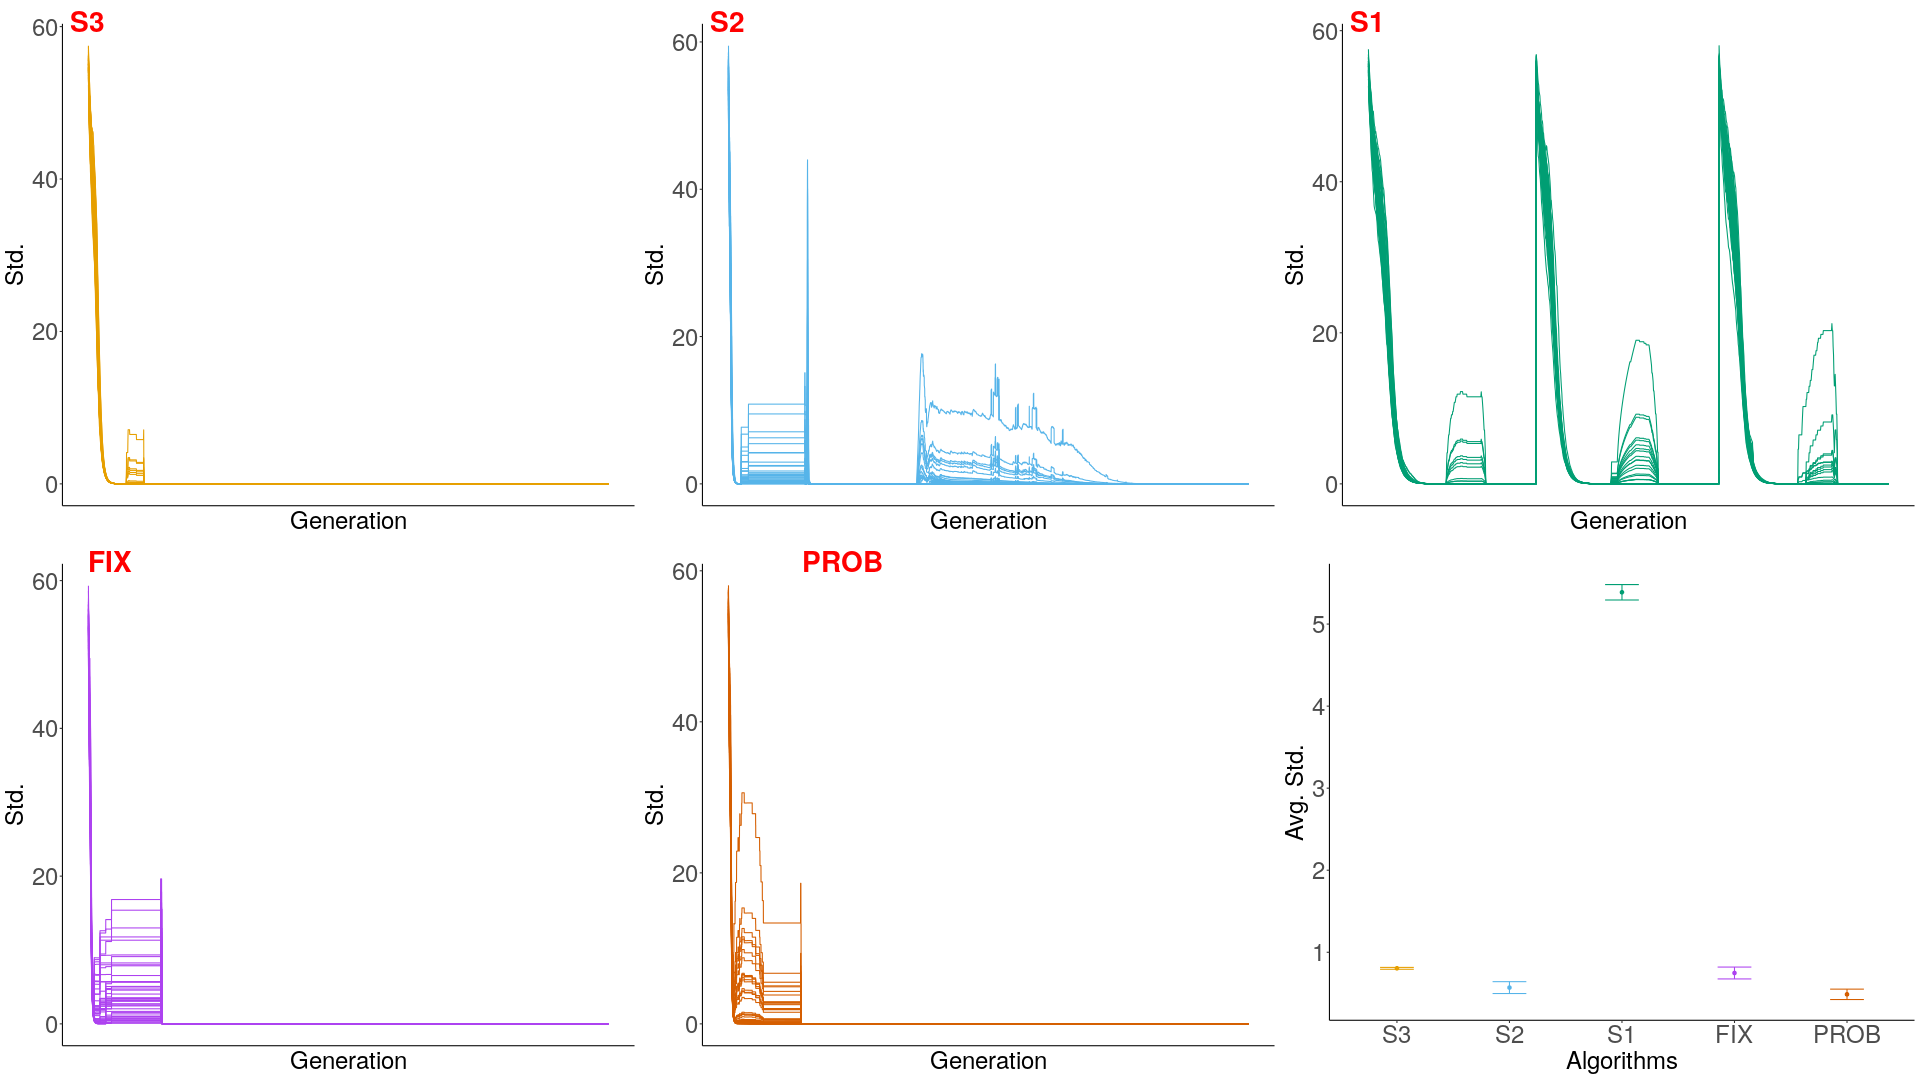 S3
60
40
20
0
Std.
Generation
S2
60
40
20
0
Std.
Generation
S1
60
40
20
0
Std.
Generation
FIX
60
40
20
0
Std.
Generation
PROB
60
40
20
0
Std.
Generation
5
4
3
2
1
Avg. Std.
S3 S2 S1 FIX PROB
Algorithms